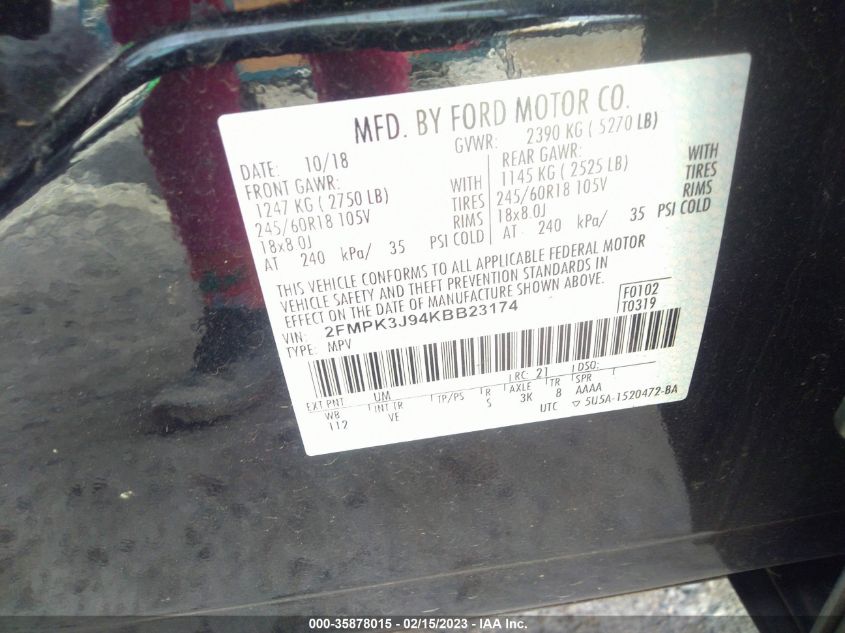 MFD. BY FORD MOTOR CO.
DATE: 10/18 GVWR: 2390 KG ( 5270 LB)
FRONT GAWR: REAR GAWR:
1247 KG ( 2750 LB) WITH 1145 KG ( 2525 LB) WITH
245/60R18 105V TIRES 245/60R18 105V TIRES
18x8.0J RIMS 18x8.0J RIMS
AT 240 kPa/ 35 PSI COLD AT 240 kPa/ 35 PSI COLD
THIS VEHICLE CONFORMS TO ALL APPLICABLE FEDERAL MOTOR
VEHICLE SAFETY AND THEFT PREVENTION STANDARDS IN
EFFECT ON THE DATE OF MANUFACTURE SHOWN ABOVE.
VIN: 2FMPK3J94KBB23174 F0102
TYPE: MPV T0319
EXT PNT: UM RC: 21 DSO:
WB INT TR TP/PS R AXLE TR SPR
112 VE 5 3K 8 AAAA
UTC ▽ 5U5A-1520472-BA
000-35878015 - 02/15/2023 - IAA Inc.